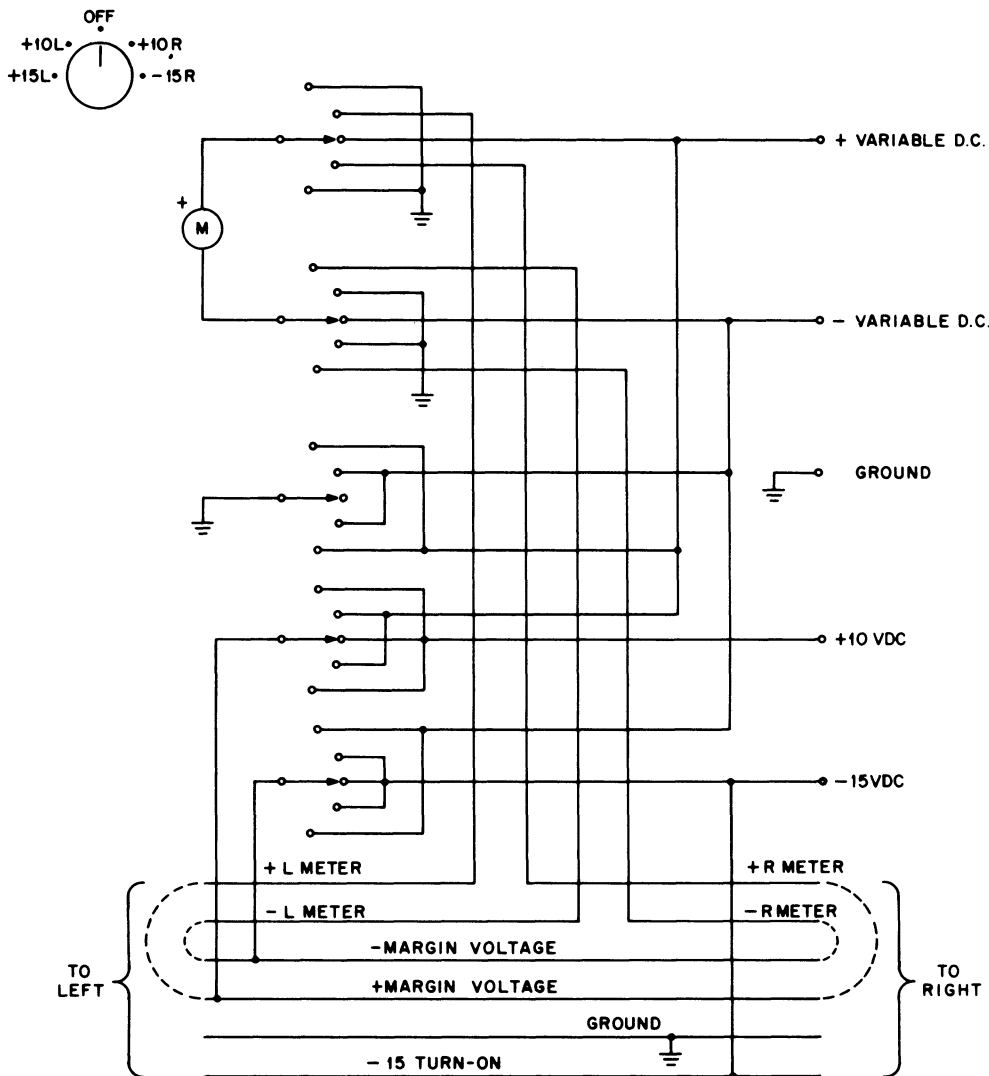 OFF
+10L
+10R
+15L
-15R
+ VARIABLE D.C.
+
M
- VARIABLE D.C.
GROUND
+10 VDC
-15VDC
+ L METER
+ R METER
- L METER
-R METER
-MARGIN VOLTAGE
TO
LEFT
+MARGIN VOLTAGE
TO
RIGHT
GROUND
- 15 TURN-ON